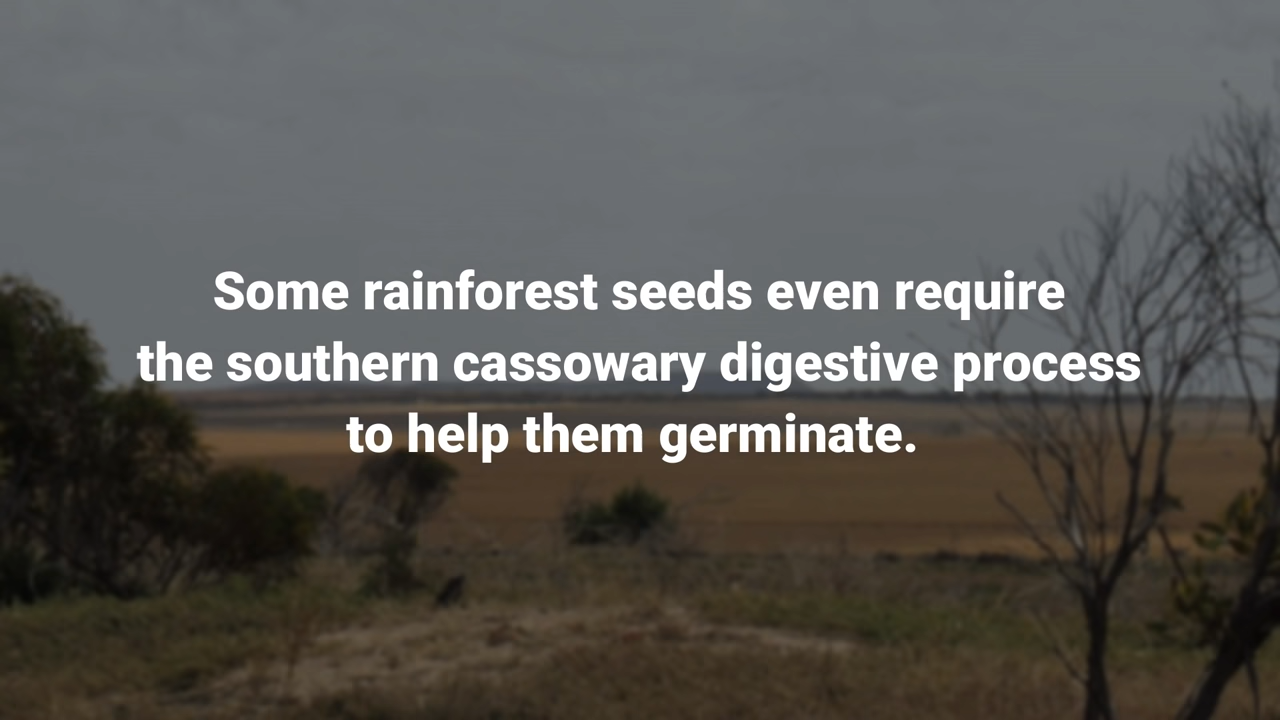 Some rainforest seeds even require
the southern cassowary digestive process
to help them germinate.